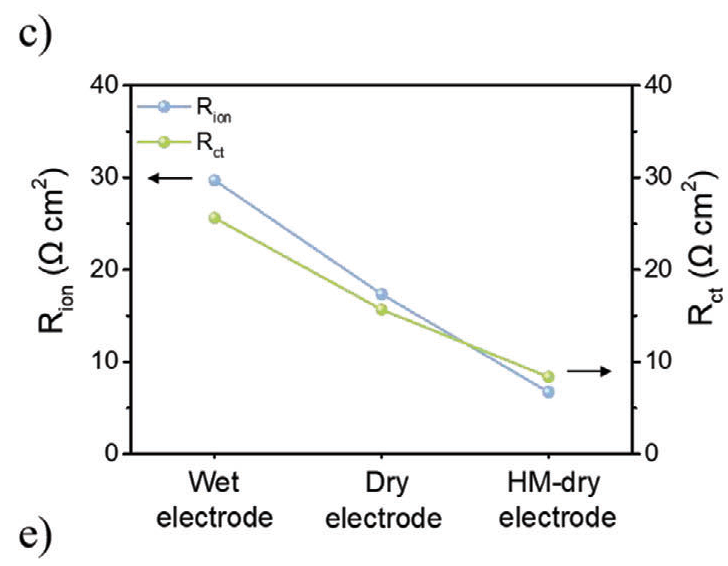 c)
40
30
20
10
0
R_ion (Ω cm²)
R_ion
R_ct
40
30
20
10
0
R_ct (Ω cm²)
Wet
electrode
Dry
electrode
HM-dry
electrode
e)